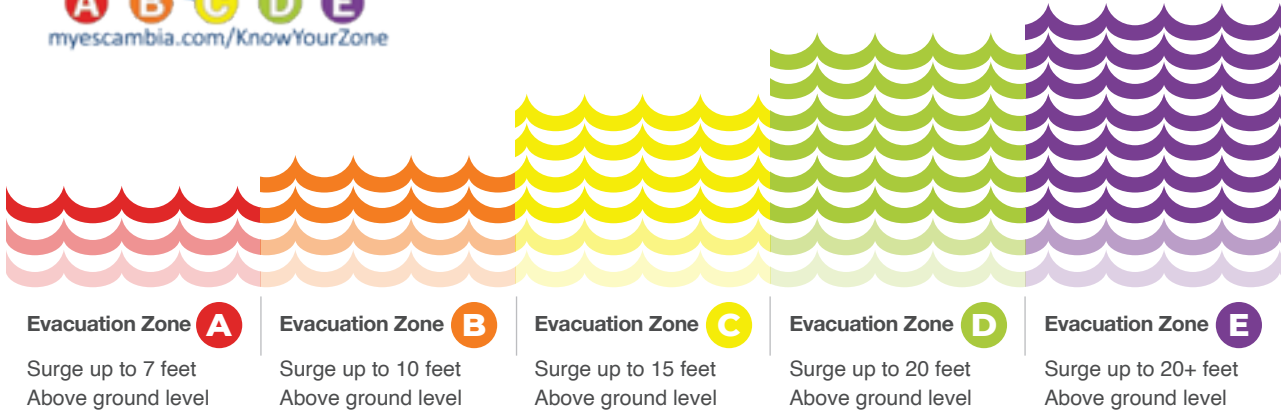 A B C D E
myescambia.com/KnowYourZone
Evacuation Zone A
Surge up to 7 feet
Above ground level
Evacuation Zone B
Surge up to 10 feet
Above ground level
Evacuation Zone C
Surge up to 15 feet
Above ground level
Evacuation Zone D
Surge up to 20 feet
Above ground level
Evacuation Zone E
Surge up to 20+ feet
Above ground level